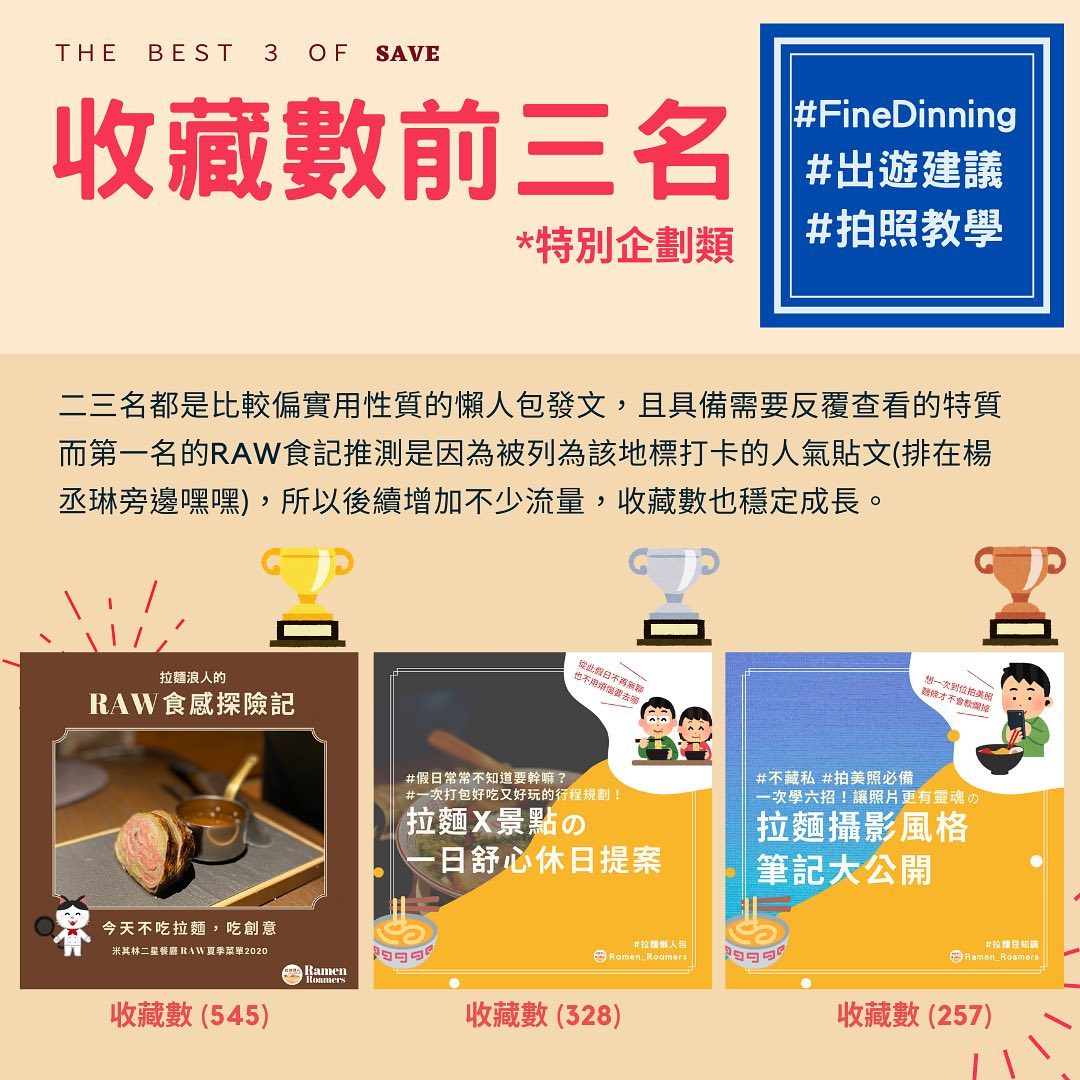 THE BEST 3 OF SAVE
收藏數前三名
*特別企劃類
#FineDinning
#出遊建議
#拍照教學
二三名都是比較偏實用性質的懶人包發文，且具備需要反覆查看的特質
而第一名的RAW食記推測是因為被列為該地標打卡的人氣貼文(排在楊
丞琳旁邊嘿嘿)，所以後續增加不少流量，收藏數也穩定成長。
拉麵浪人的
RAW食感探險記
今天不吃拉麵，吃創意
米其林二星餐廳RAW夏季菜單2020
Ramen
Roamers
收藏數 (545)
從此假日不再無聊
也不用煩惱要去哪
#假日常常不知道要幹嘛？
#一次打包好吃又好玩的行程規劃！
拉麵X景點の
一日舒心休日提案
#拉麵懶人包
Ramen_Roamers
收藏數 (328)
想一次到位拍美照
麵條才不會軟爛掉
#不藏私 #拍美照必備
一次學六招！讓照片更有靈魂の
拉麵攝影風格
筆記大公開
#拉麵豆知識
Ramen_Roamers
收藏數 (257)